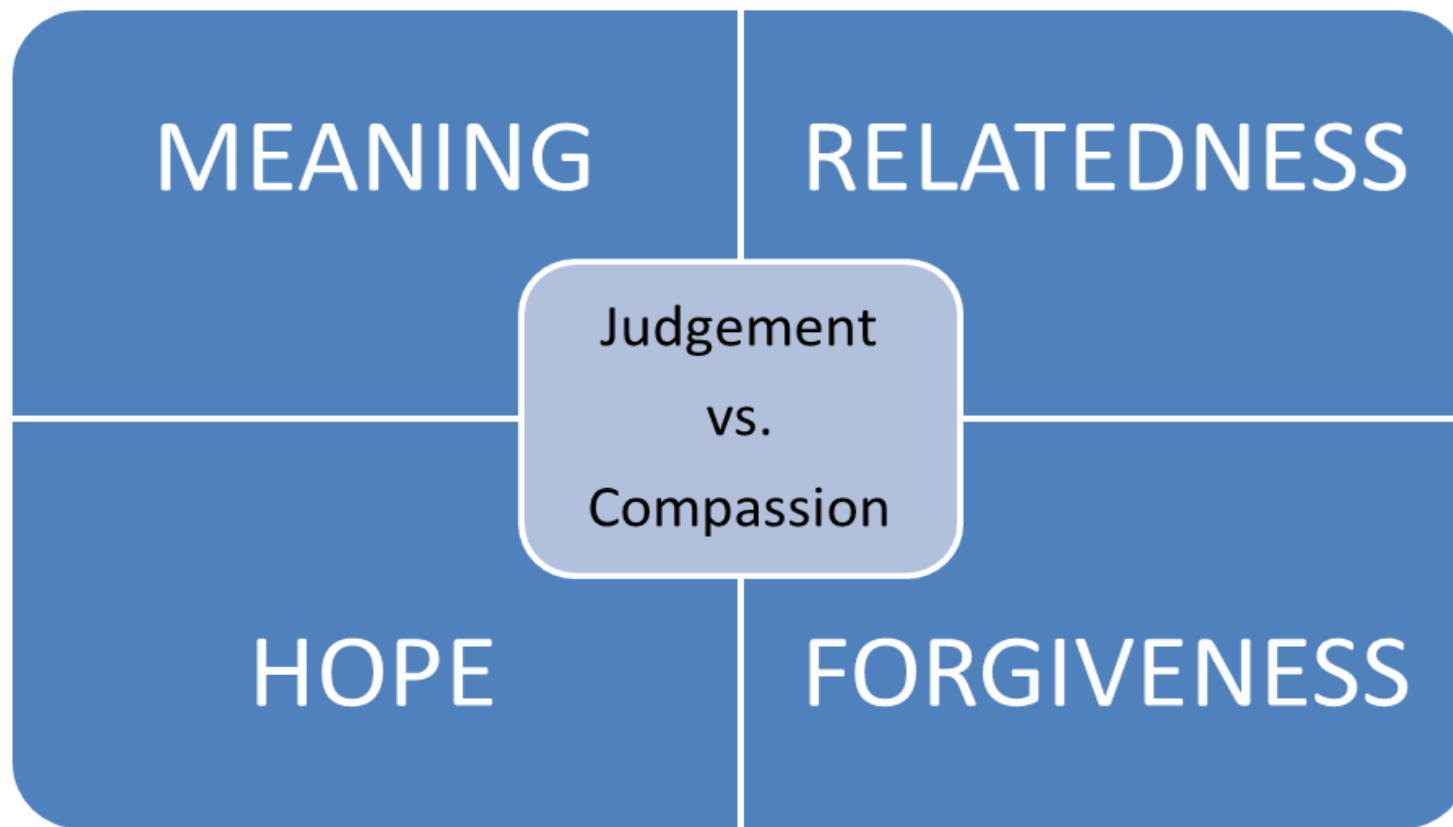 MEANING
RELATEDNESS
Judgement
vs.
Compassion
HOPE
FORGIVENESS